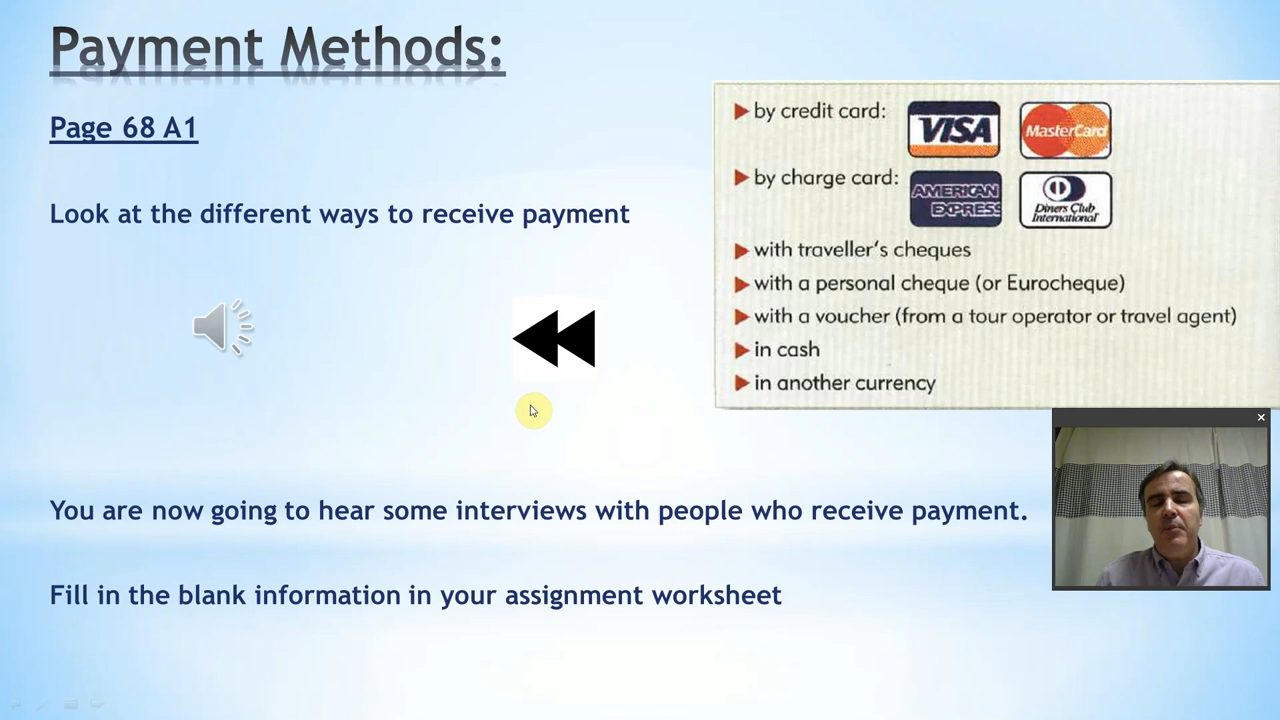 Payment Methods:
Page 68 A1
Look at the different ways to receive payment
by credit card: VISA MasterCard
by charge card: AMERICAN EXPRESS Diners Club International
with traveller's cheques
with a personal cheque (or Eurocheque)
with a voucher (from a tour operator or travel agent)
in cash
in another currency
You are now going to hear some interviews with people who receive payment.
Fill in the blank information in your assignment worksheet